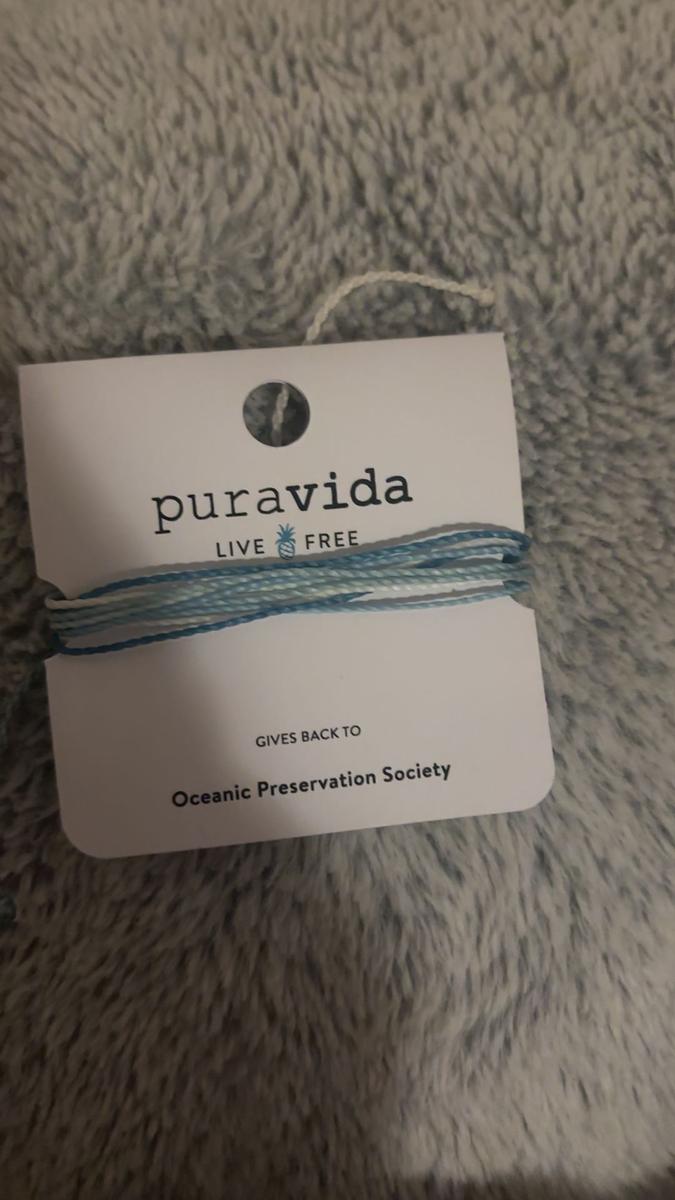 puravida
LIVE FREE
GIVES BACK TO
Oceanic Preservation Society